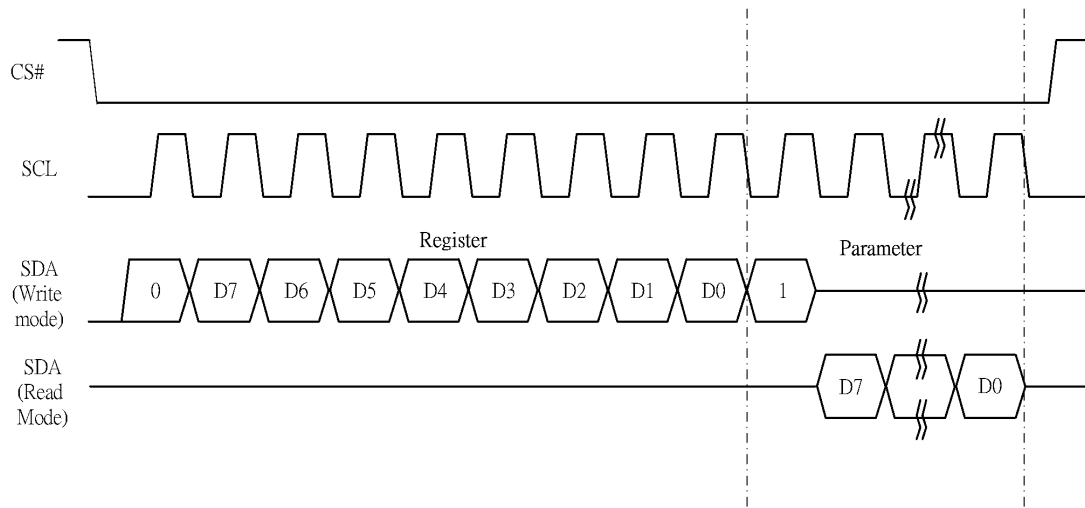 CS#
SCL
Register
Parameter
SDA
(Write
mode)
0 D7 D6 D5 D4 D3 D2 D1 D0 1
SDA
(Read
Mode)
D7 D0